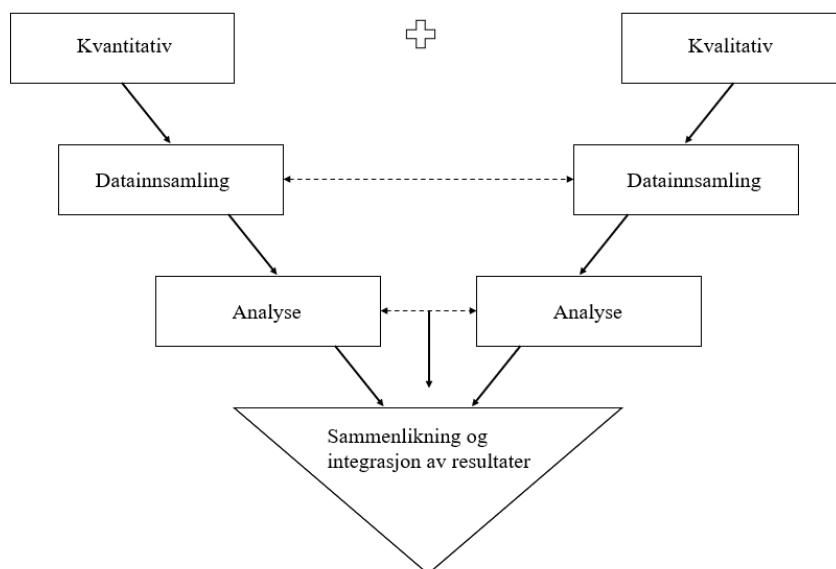 Kvantitativ
Kvalitativ
Datainnsamling
Datainnsamling
Analyse
Analyse
Sammenlikning og
integrasjon av resultater